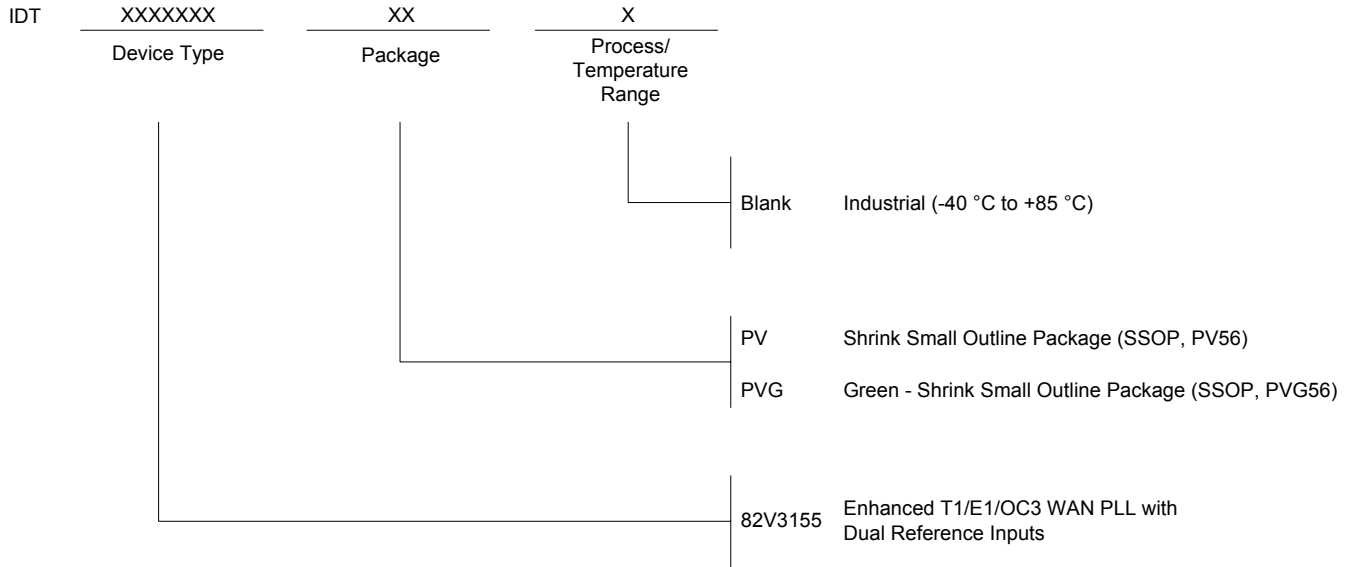 IDT XXXXXXX XX X
Device Type Package Process/
Temperature
Range
Blank Industrial (-40 °C to +85 °C)
PV Shrink Small Outline Package (SSOP, PV56)
PVG Green - Shrink Small Outline Package (SSOP, PVG56)
82V3155 Enhanced T1/E1/OC3 WAN PLL with
Dual Reference Inputs